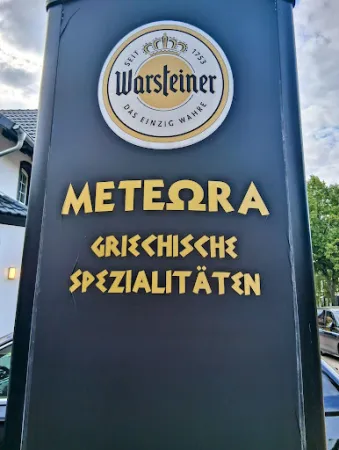 SEIT 1753
Warsteiner
DAS EINZIG WAHRE
METEΩRA
GRIECHISCHE
SPEZIALITÄTEN